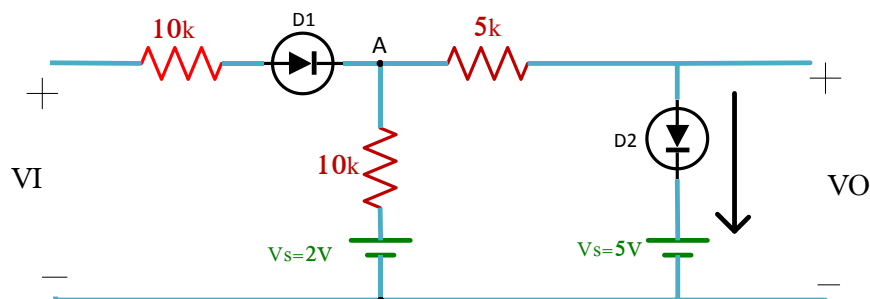 10k
D1
A
5k
+
+
D2
VI
10k
VO
Vs=2V
Vs=5V
—
—